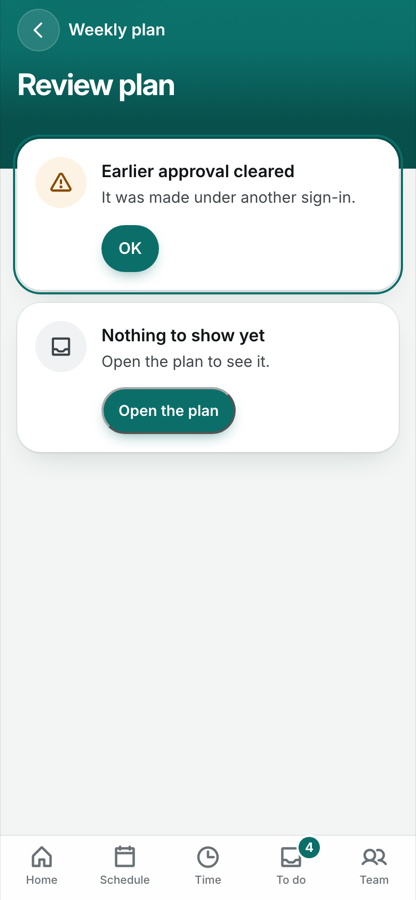 Weekly plan
Review plan
Earlier approval cleared
It was made under another sign-in.
OK
Nothing to show yet
Open the plan to see it.
Open the plan
4
Home
Schedule
Time
To do
Team